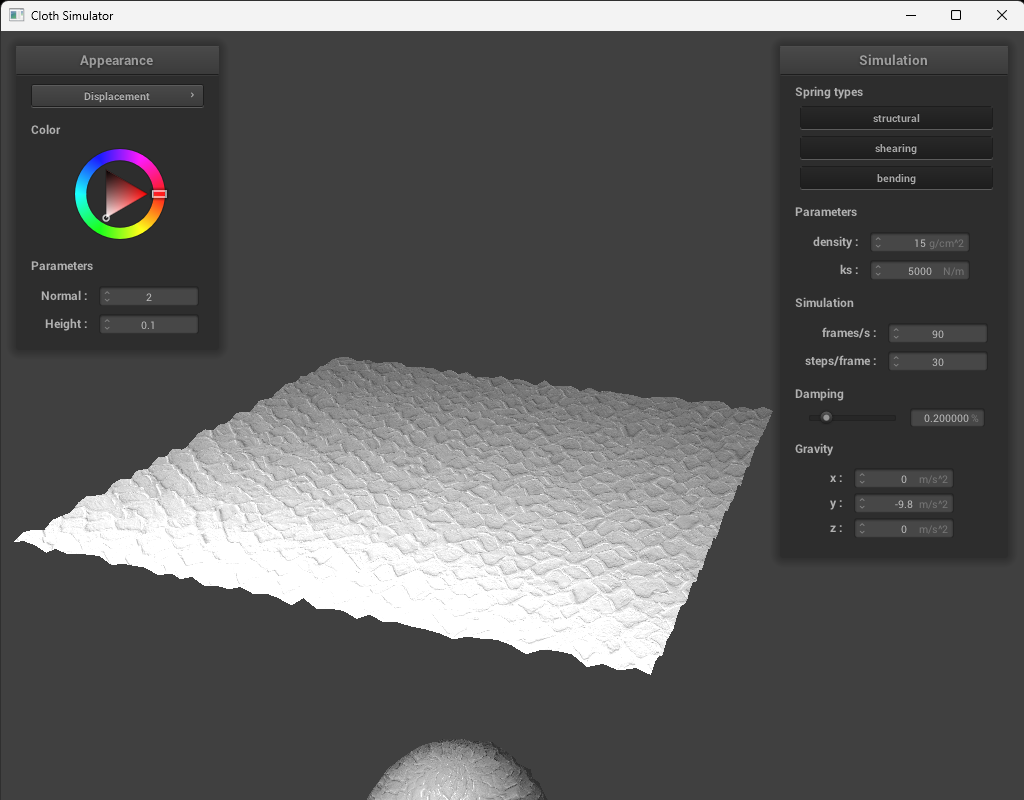 Cloth Simulator
Appearance
Displacement
Color
Parameters
Normal : 2
Height : 0.1
Simulation
Spring types
structural
shearing
bending
Parameters
density : 15 g/cm^2
ks : 5000 N/m
Simulation
frames/s : 90
steps/frame : 30
Damping
0.200000 %
Gravity
x : 0 m/s^2
y : -9.8 m/s^2
z : 0 m/s^2